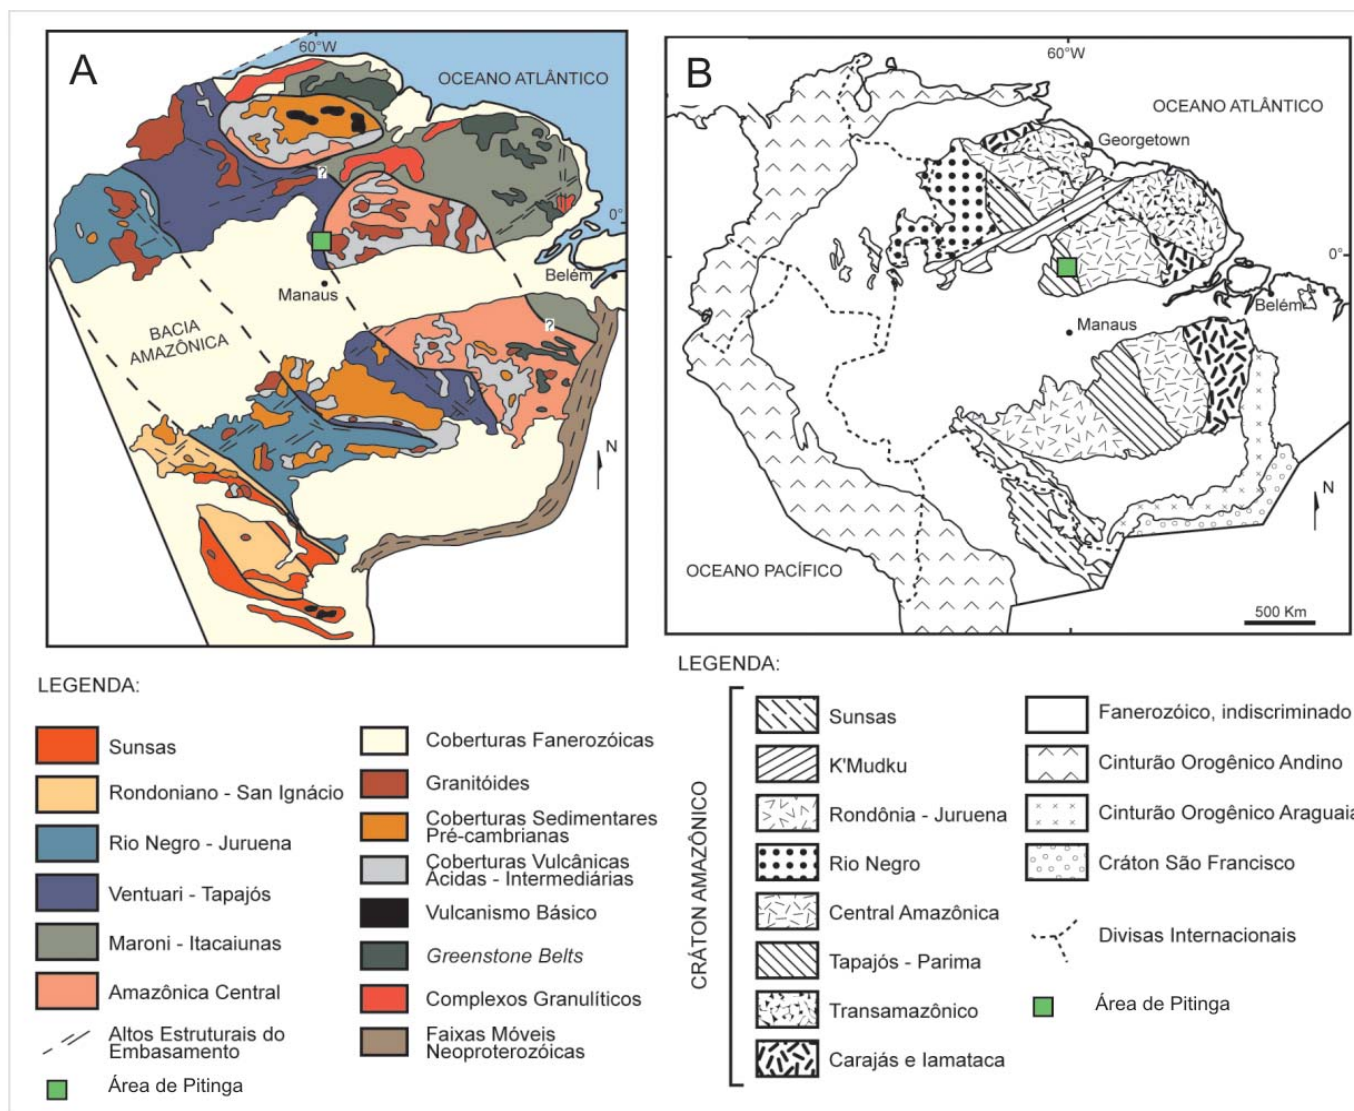 A
60°W
OCEANO ATLÂNTICO
?
0°
Belém
Manaus
BACIA
AMAZÔNICA
?
N
B
60°W
OCEANO ATLÂNTICO
Georgetown
0°
Belém
Manaus
N
OCEANO PACÍFICO
500 Km
LEGENDA:
Sunsas
Rondoniano - San Ignácio
Rio Negro - Juruena
Ventuari - Tapajós
Maroni - Itacaiunas
Amazônica Central
Altos Estruturais do
Embasamento
Área de Pitinga
Coberturas Fanerozóicas
Granitóides
Coberturas Sedimentares
Pré-cambrianas
Coberturas Vulcânicas
Ácidas - Intermediárias
Vulcanismo Básico
Greenstone Belts
Complexos Granulíticos
Faixas Móveis
Neoproterozóicas
LEGENDA:
CRÁTON AMAZÔNICO
Sunsas
K'Mudku
Rondônia - Juruena
Rio Negro
Central Amazônica
Tapajós - Parima
Transamazônico
Carajás e Iamataca
Fanerozóico, indiscriminado
Cinturão Orogênico Andino
Cinturão Orogênico Araguaia
Cráton São Francisco
Divisas Internacionais
Área de Pitinga